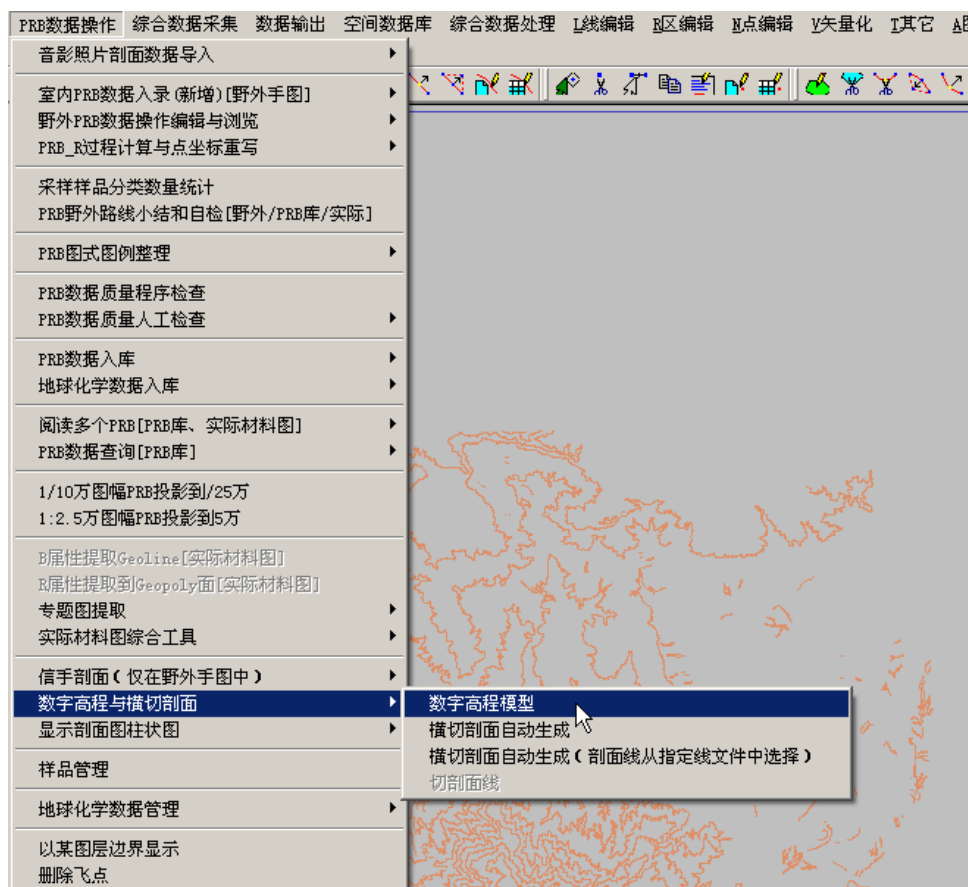 PRB数据操作 综合数据采集 数据输出 空间数据库 综合数据处理 L线编辑 R区编辑 N点编辑 Y矢量化 I其它
音影照片剖面数据导入
室内PRB数据入录(新增)[野外手图]
野外PRB数据操作编辑与浏览
PRB_R过程计算与点坐标重写
采样样品分类数量统计
PRB野外路线小结和自检[野外/PRB库/实际]
PRB图式图例整理
PRB数据质量程序检查
PRB数据质量人工检查
PRB数据入库
地球化学数据入库
阅读多个PRB[PRB库、实际材料图]
PRB数据查询[PRB库]
1/10万图幅PRB投影到/25万
1:2.5万图幅PRB投影到5万
B属性提取Geoline[实际材料图]
R属性提取到Geopoly面[实际材料图]
专题图提取
实际材料图综合工具
信手剖面(仅在野外手图中)
数字高程与横切剖面
数字高程模型
显示剖面图柱状图
横切剖面自动生成
横切剖面自动生成(剖面线从指定线文件中选择)
切剖面线
样品管理
地球化学数据管理
以某图层边界显示
删除飞点